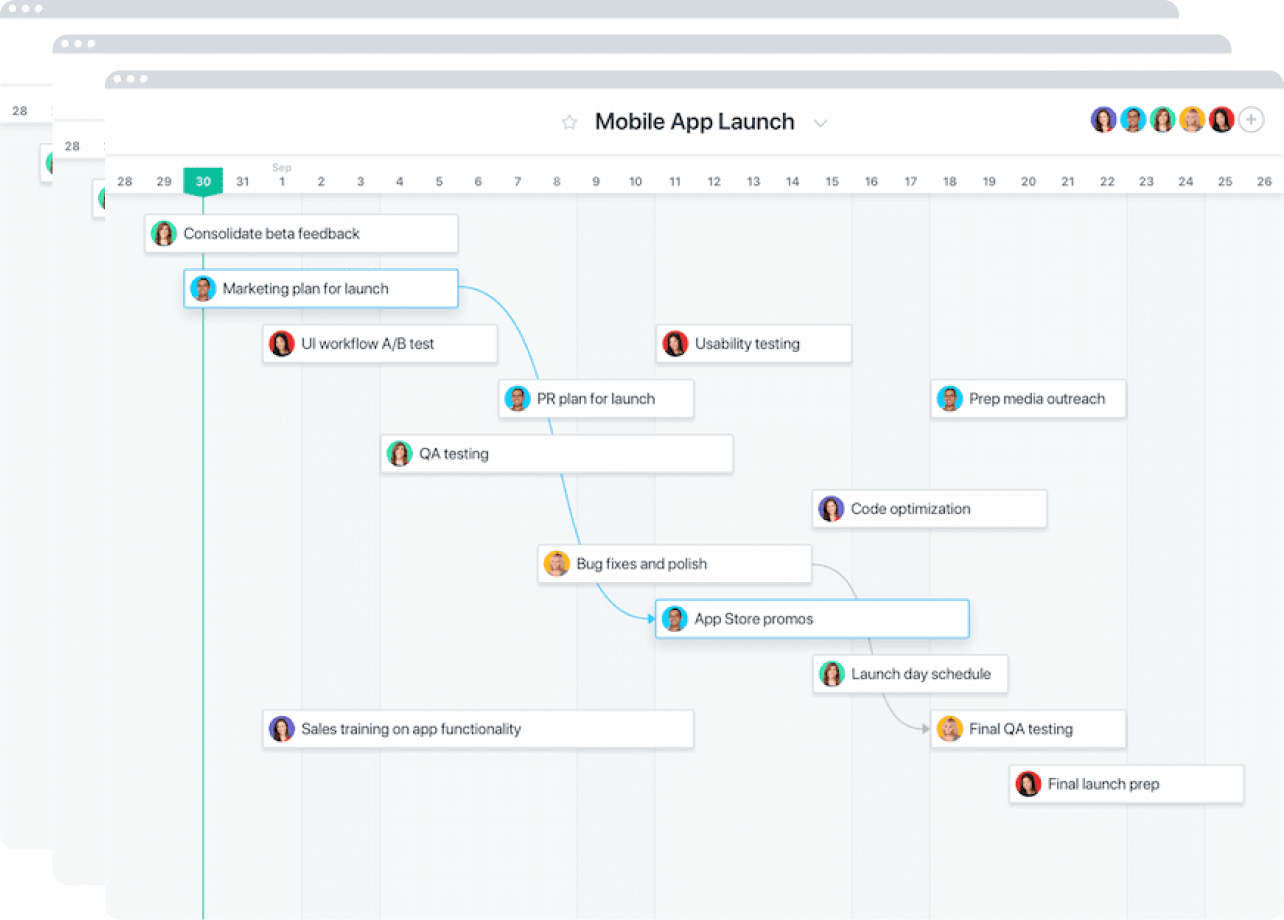 28
28
Mobile App Launch
Sep
28 29 30 31 1 2 3 4 5 6 7 8 9 10 11 12 13 14 15 16 17 18 19 20 21 22 23 24 25 26
Consolidate beta feedback
Marketing plan for launch
UI workflow A/B test
Usability testing
PR plan for launch
Prep media outreach
QA testing
Code optimization
Bug fixes and polish
App Store promos
Launch day schedule
Sales training on app functionality
Final QA testing
Final launch prep